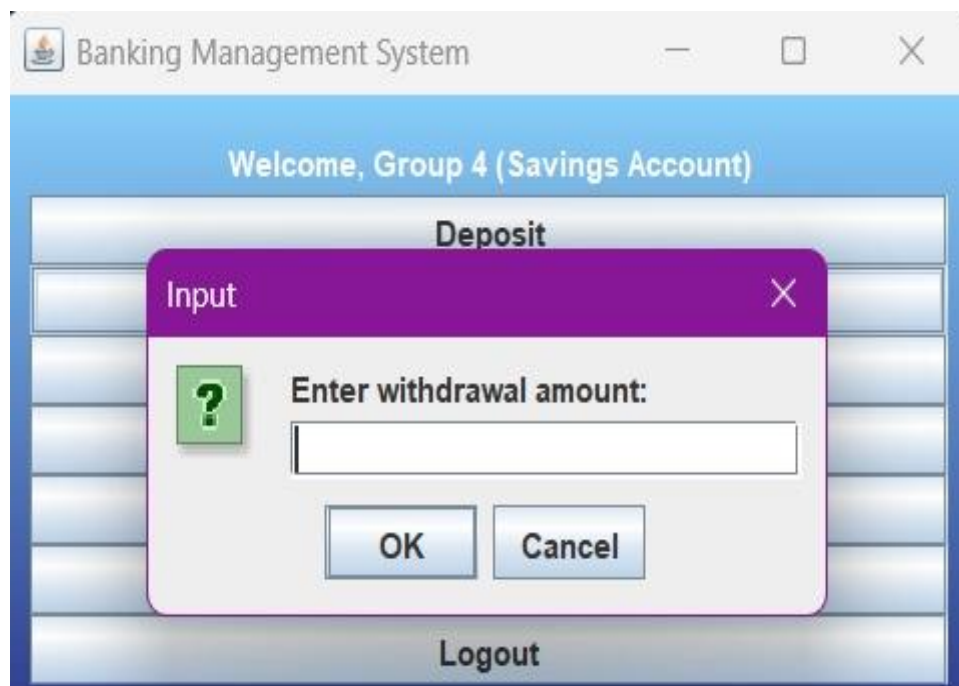 Banking Management System
Welcome, Group 4 (Savings Account)
Deposit
Input
?
Enter withdrawal amount:
OK
Cancel
Logout